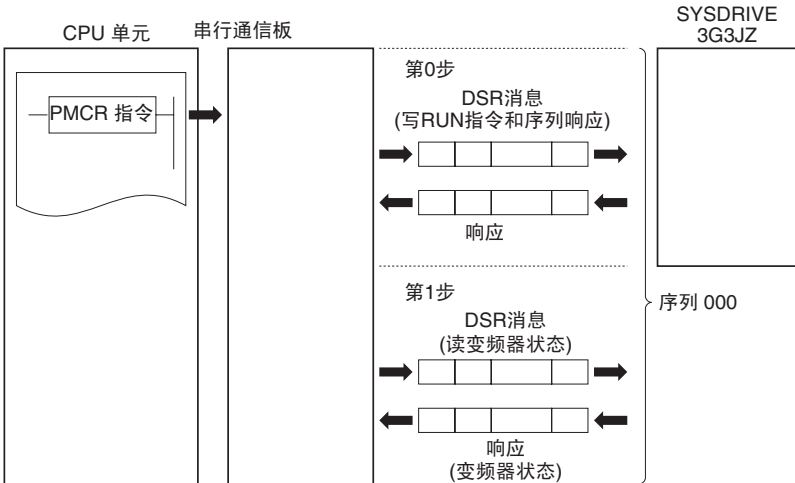 CPU 单元
串行通信板
SYSDRIVE
3G3JZ
PMCR 指令
第0步
DSR消息
(写RUN指令和序列响应)
响应
第1步
DSR消息
(读变频器状态)
响应
(变频器状态)
序列 000